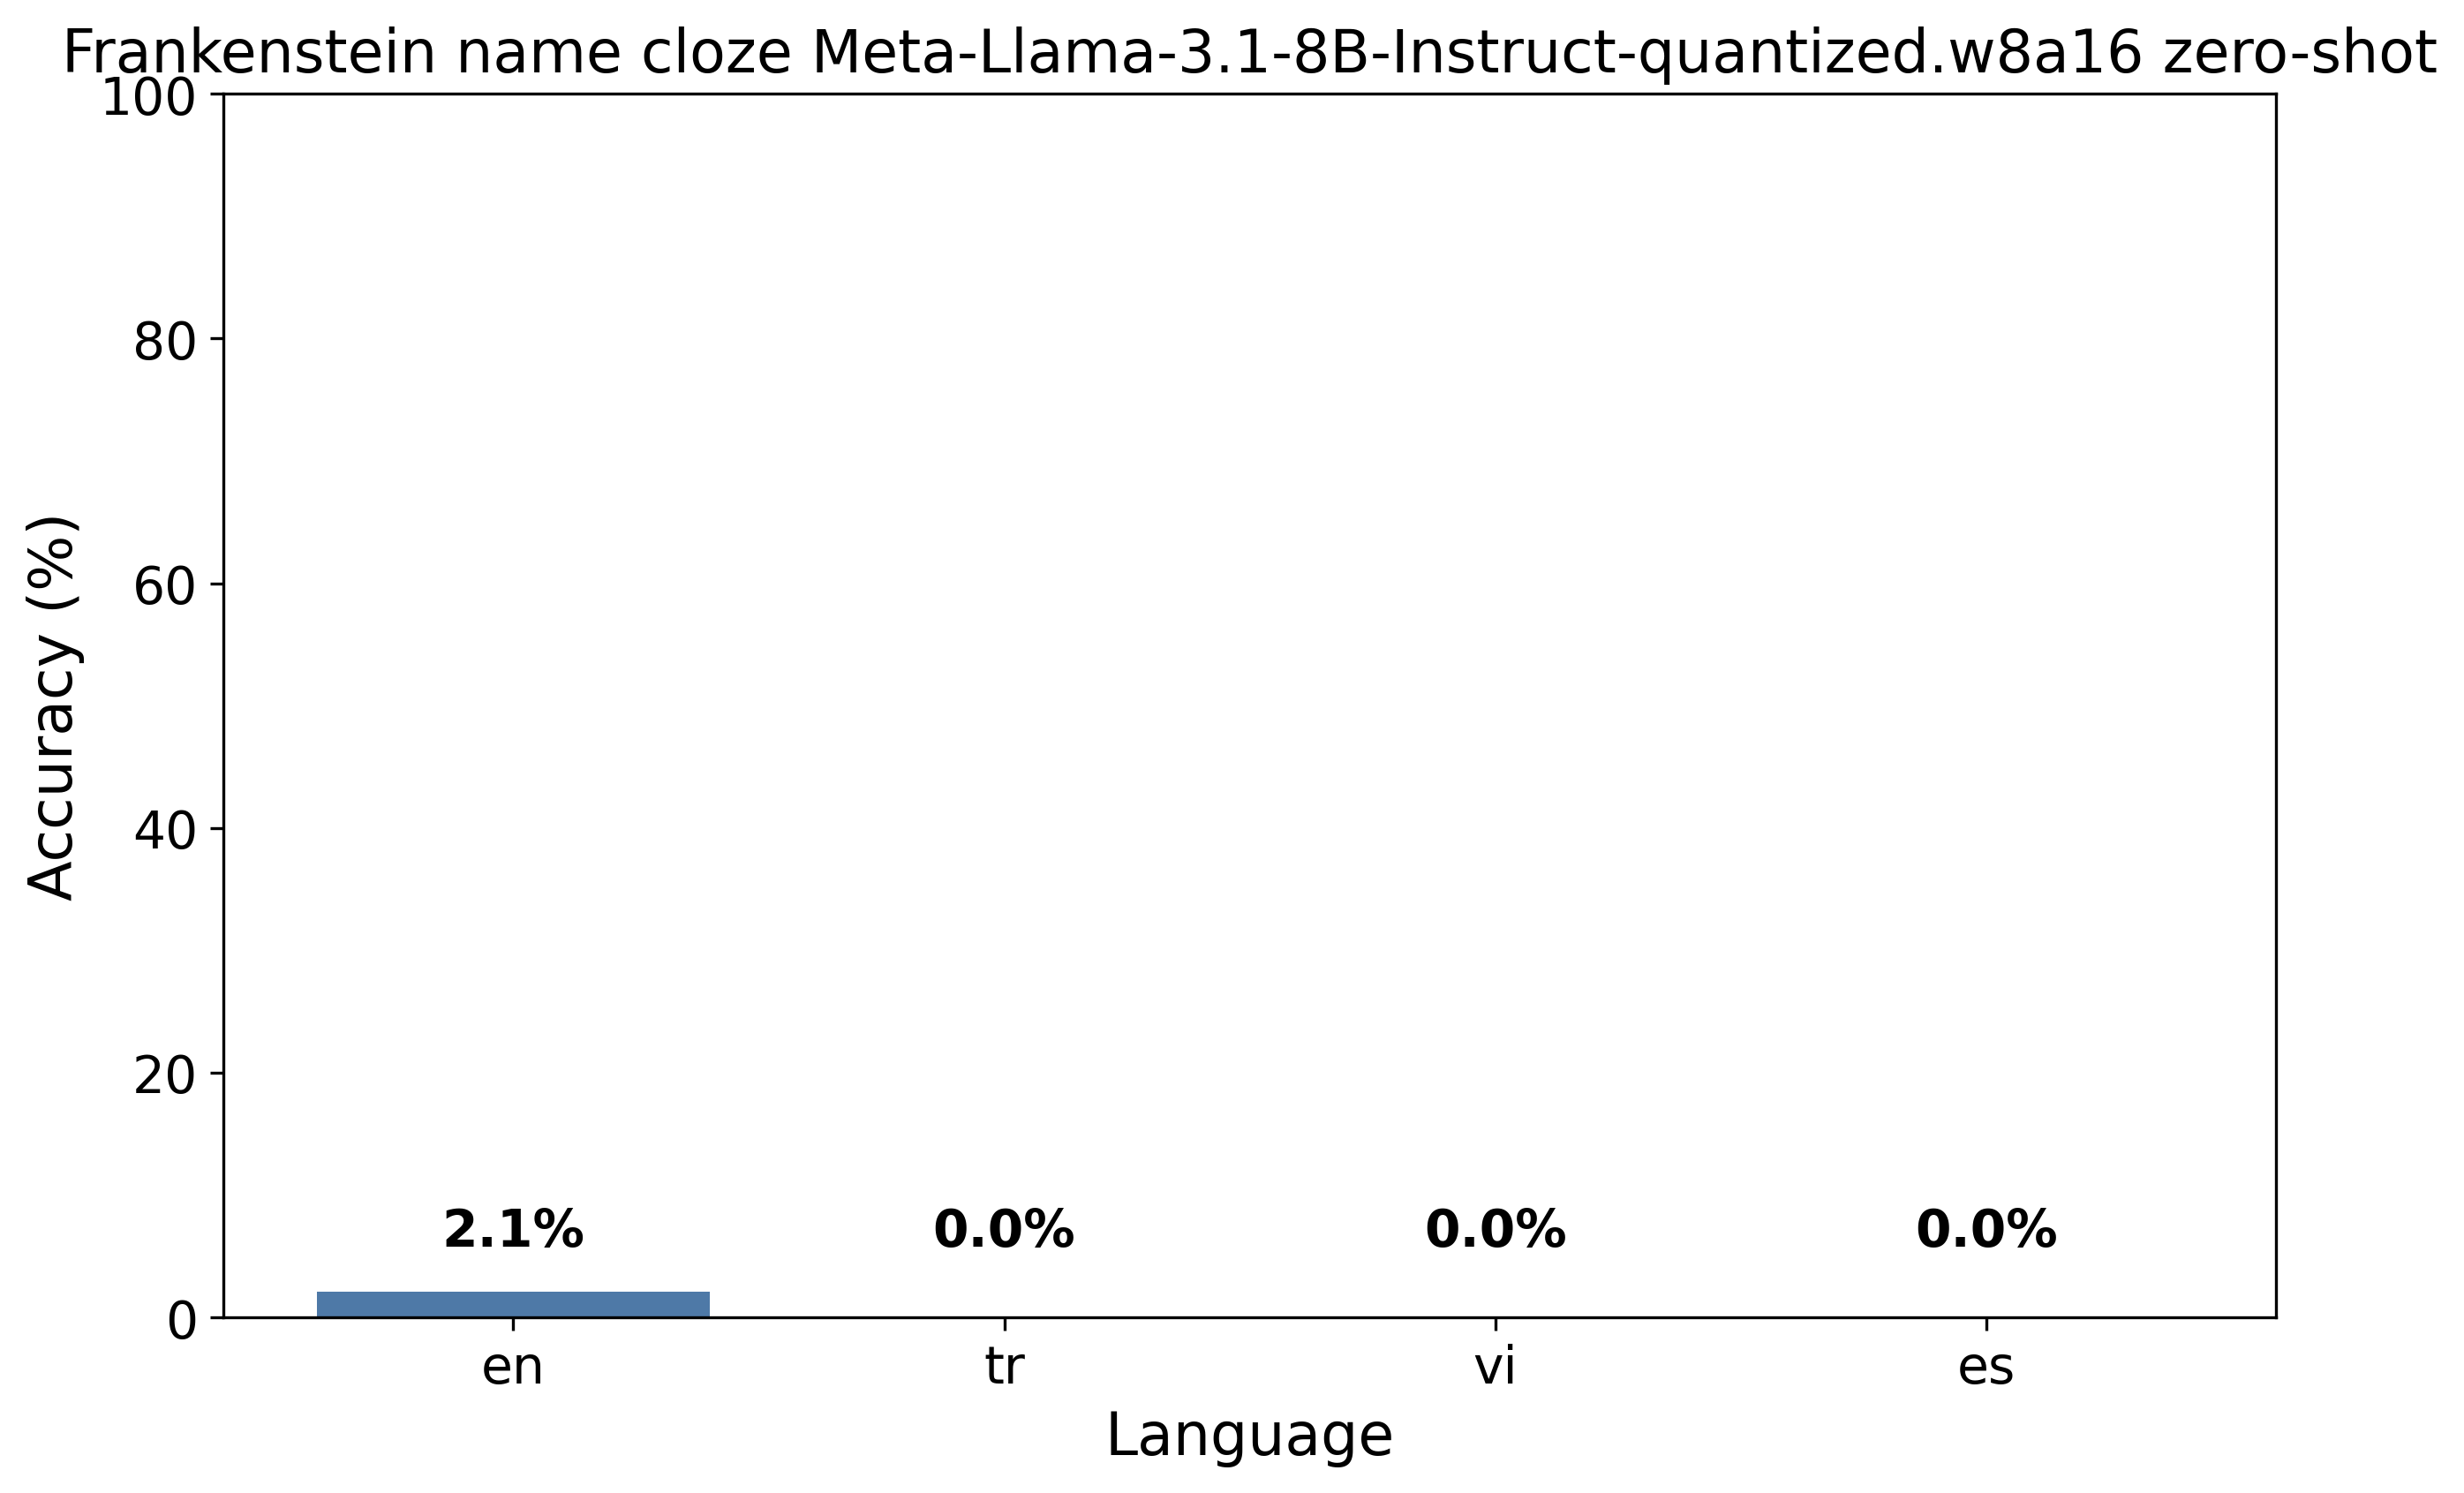 Frankenstein name cloze Meta-Llama-3.1-8B-Instruct-quantized.w8a16 zero-shot
100
80
60
40
20
0
Accuracy (%)
2.1%
0.0%
0.0%
0.0%
en
tr
vi
es
Language